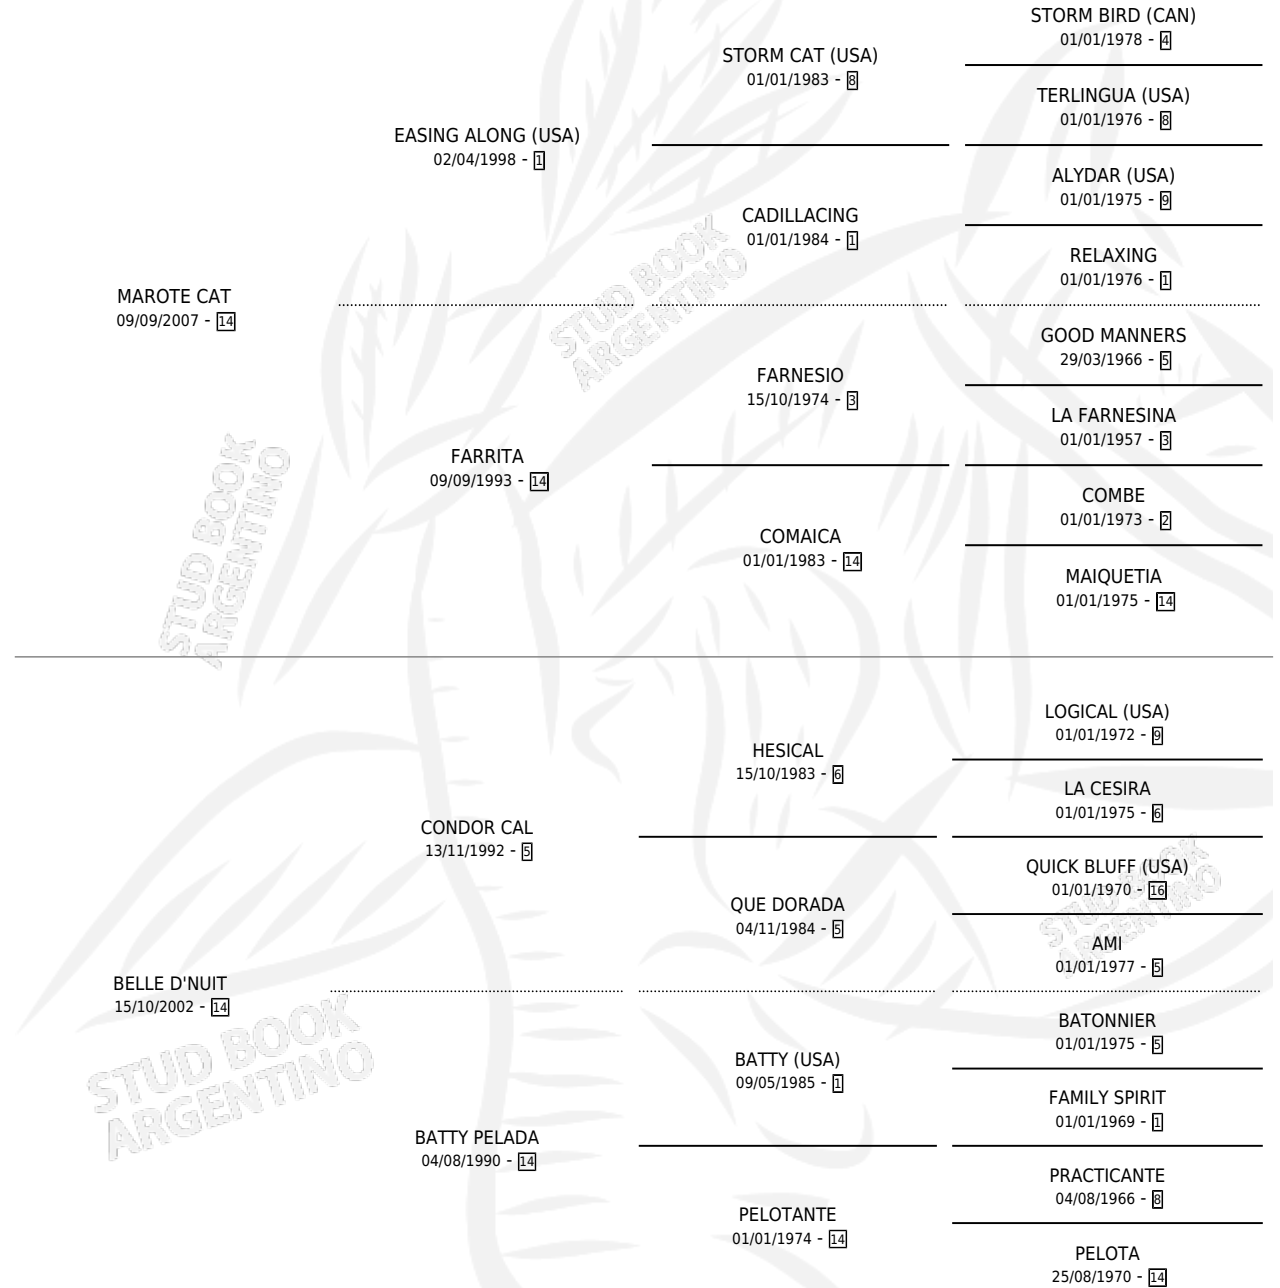 STORM BIRD (CAN)
01/01/1978 - 4
STORM CAT (USA)
01/01/1983 - 8
TERLINGUA (USA)
01/01/1976 - 8
EASING ALONG (USA)
02/04/1998 - 1
ALYDAR (USA)
01/01/1975 - 9
CADILLACING
01/01/1984 - 1
RELAXING
01/01/1976 - 1
MAROTE CAT
09/09/2007 - 14
GOOD MANNERS
29/03/1966 - 5
FARNESIO
15/10/1974 - 3
LA FARNESINA
01/01/1957 - 3
FARRITA
09/09/1993 - 14
COMBE
01/01/1973 - 2
COMAICA
01/01/1983 - 14
MAIQUETIA
01/01/1975 - 14
LOGICAL (USA)
01/01/1972 - 9
HESICAL
15/10/1983 - 6
LA CESIRA
01/01/1975 - 6
CONDOR CAL
13/11/1992 - 5
QUICK BLUFF (USA)
01/01/1970 - 16
QUE DORADA
04/11/1984 - 5
AMI
01/01/1977 - 5
BELLE D'NUIT
15/10/2002 - 14
BATONNIER
01/01/1975 - 5
BATTY (USA)
09/05/1985 - 1
FAMILY SPIRIT
01/01/1969 - 1
BATTY PELADA
04/08/1990 - 14
PRACTICANTE
04/08/1966 - 8
PELOTANTE
01/01/1974 - 14
PELOTA
25/08/1970 - 14
STUD BOOK
ARGENTINO
STUD BOOK
ARGENTINO
STUD BOOK
ARGENTINO
STUD BOOK
ARGENTINO